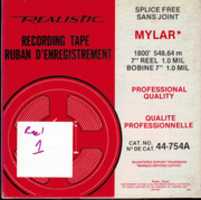 REALISTIC
RECORDING TAPE
RUBAN D'ENREGISTREMENT
Reel
1
SPLICE FREE
SANS JOINT
MYLAR*
1800' 548.64 m
7" REEL 1.0 MIL
BOBINE 7" 1.0 MIL
PROFESSIONAL
QUALITY
QUALITE
PROFESSIONNELLE
CAT. NO.
N° DE CAT. 44-754A